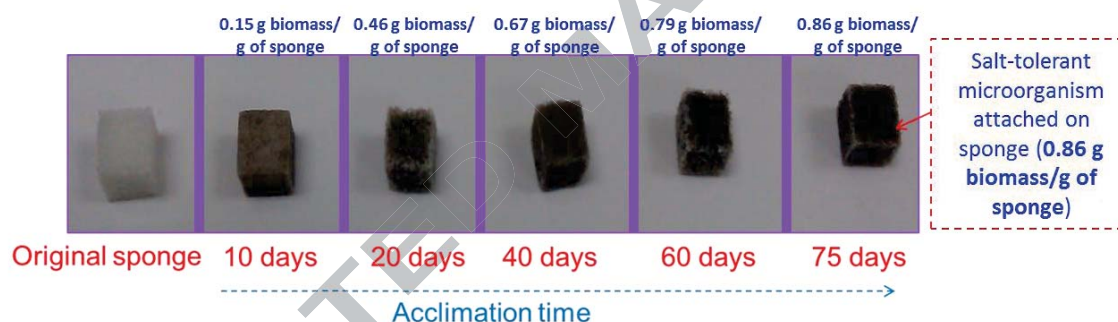 0.15 g biomass/
g of sponge
0.46 g biomass/
g of sponge
0.67 g biomass/
g of sponge
0.79 g biomass/
g of sponge
0.86 g biomass/
g of sponge
Salt-tolerant
microorganism
attached on
sponge (0.86 g
biomass/g of
sponge)
Original sponge
10 days
20 days
40 days
60 days
75 days
Acclimation time
TED MA